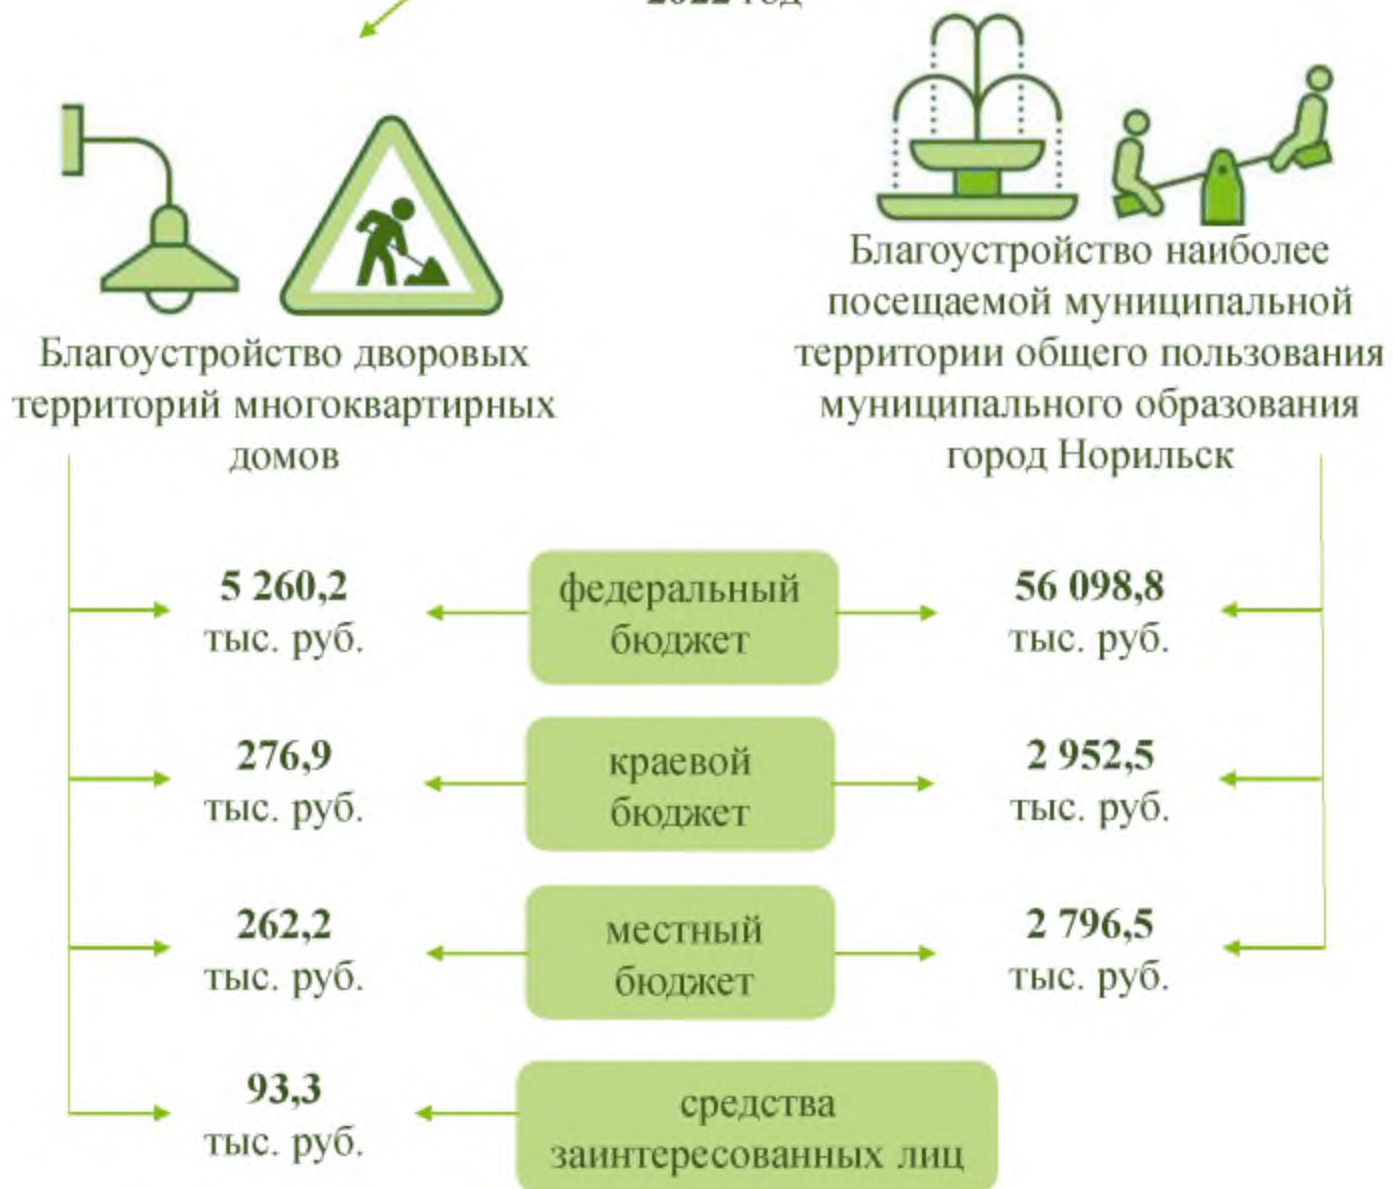 2022 год
Благоустройство дворовых
территорий многоквартирных
домов
Благоустройство наиболее
посещаемой муниципальной
территории общего пользования
муниципального образования
город Норильск
5 260,2
тыс. руб.
федеральный
бюджет
56 098,8
тыс. руб.
276,9
тыс. руб.
краевой
бюджет
2 952,5
тыс. руб.
262,2
тыс. руб.
местный
бюджет
2 796,5
тыс. руб.
93,3
тыс. руб.
средства
заинтересованных лиц